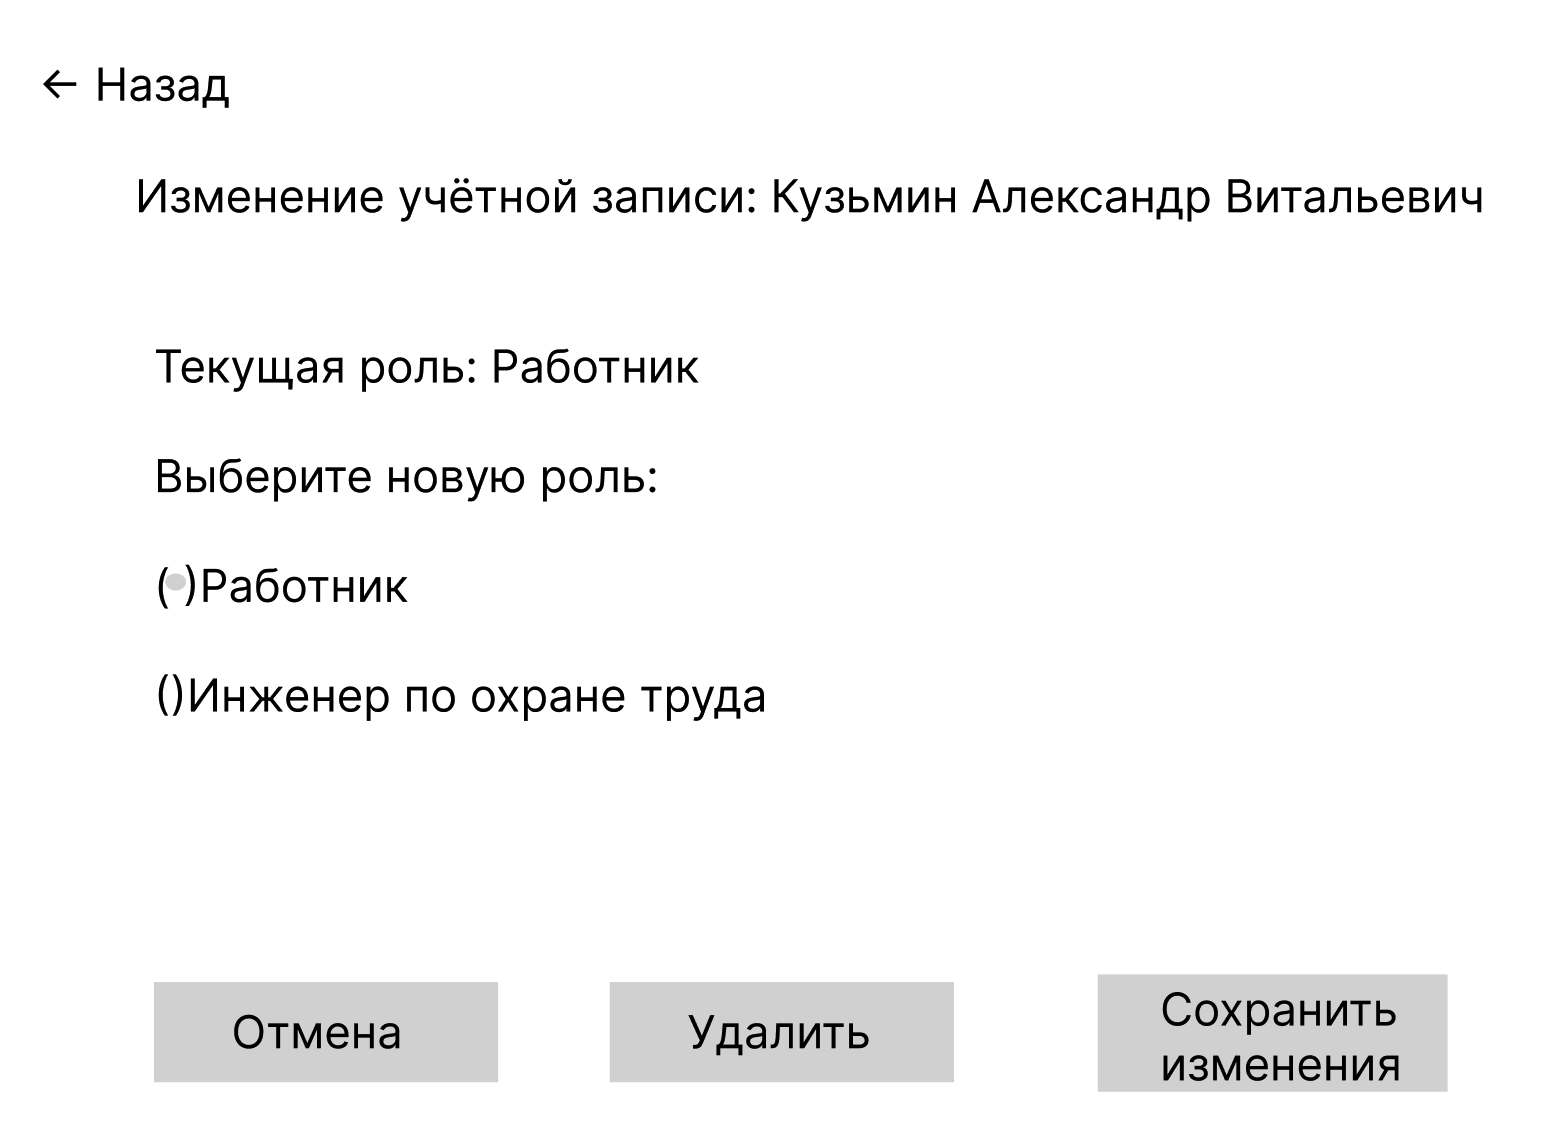 ← Назад
Изменение учётной записи: Кузьмин Александр Витальевич
Текущая роль: Работник
Выберите новую роль:
( )Работник
()Инженер по охране труда
Отмена
Удалить
Сохранить
изменения